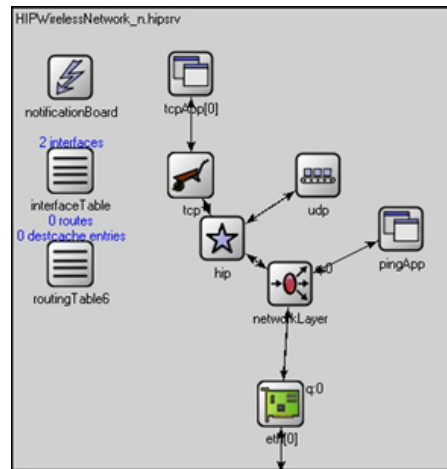 HIPWirelessNetwork_n.hipsrv
notificationBoard
tcpApp[0]
2 interfaces
interfaceTable
0 routes
0 destcache entries
routingTable6
tcp
udp
hip
pingApp
networkLayer
q:0
eth[0]